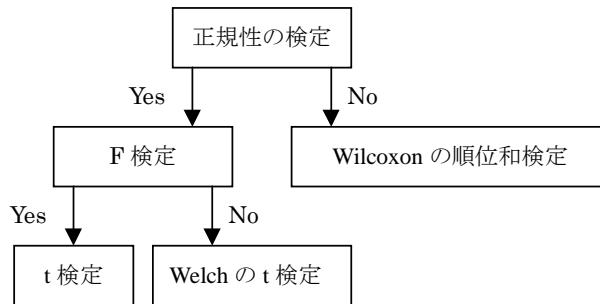 正規性の検定
Yes No
F 検定 Wilcoxon の順位和検定
Yes No
t 検定 Welch の t 検定